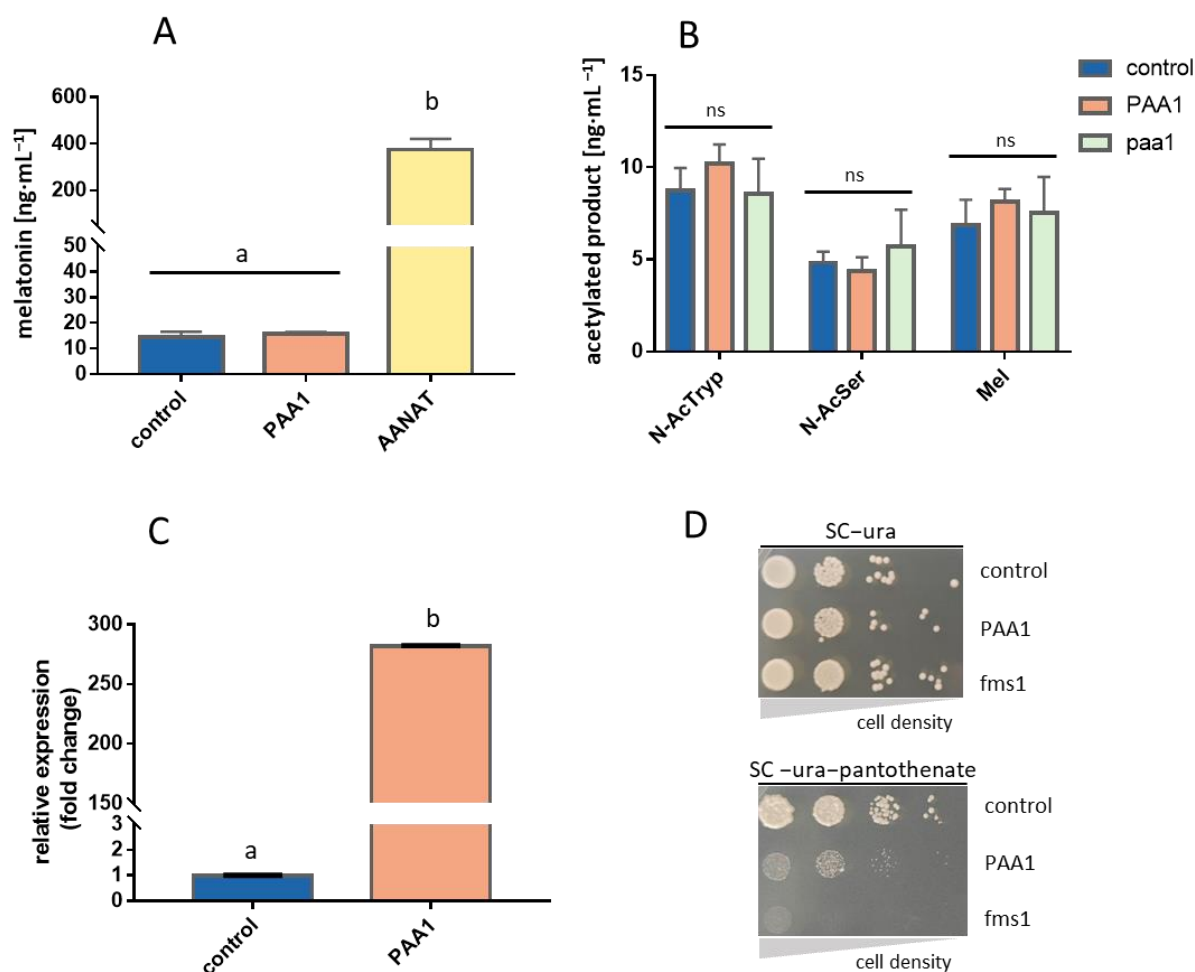 A
melatonin [ng·mL⁻¹]
600
400
200
50
40
30
20
10
0
a
b
control
PAA1
AANAT
B
acetylated product [ng·mL⁻¹]
15
10
5
0
ns
ns
ns
N-AcTryp
N-AcSer
Mel
control
PAA1
paa1
C
relative expression
(fold change)
300
250
200
150
3
2
1
0
a
b
control
PAA1
D
SC−ura
control
PAA1
fms1
cell density
SC −ura−pantothenate
control
PAA1
fms1
cell density